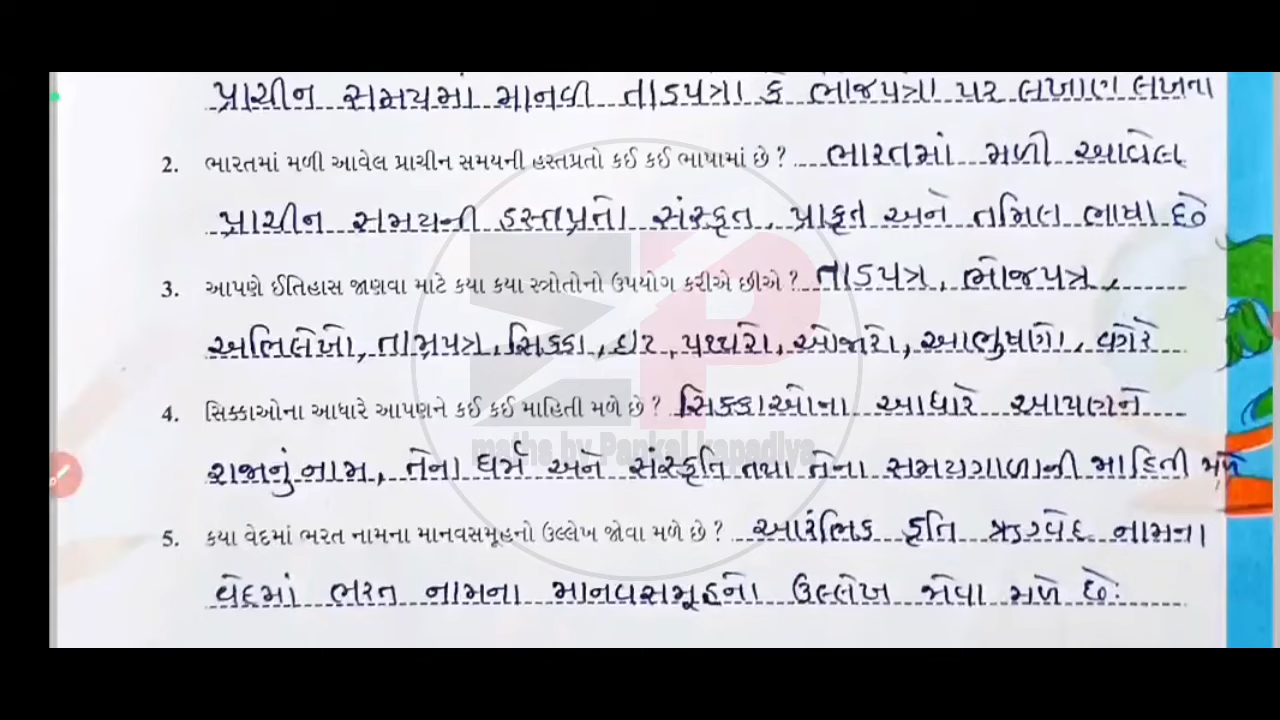 પ્રાચીન સમયમાં માનવી તાડપત્રો કે ભોજપત્રો પર લખાણ લખતા
2. ભારતમાં મળી આવેલ પ્રાચીન સમયની હસ્તપ્રતો કઈ કઈ ભાષામાં છે ? ભારતમાં મળી આવેલ
પ્રાચીન સમયની હસ્તપ્રતો સંસ્કૃત, પ્રાકૃત અને તમિલ ભાષા છે
3. આપણે ઈતિહાસ જાણવા માટે કયા કયા સ્ત્રોતોનો ઉપયોગ કરીએ છીએ ? તાડપત્ર, ભોજપત્ર,
અભિલેખો, તામ્રપત્ર, સિક્કા, ઘર, પથ્થરો, ઓજારો, આભુષણો, વગેરે
4. સિક્કાઓના આધારે આપણને કઈ કઈ માહિતી મળે છે ? સિક્કાઓના આધારે આપણને
રાજાનું નામ, તેના ધર્મ અને સંસ્કૃતિ તથા તેના સમયગાળાની માહિતી મળે
maths by Pankaj kapadiya
5. કયા વેદમાં ભરત નામના માનવસમૂહનો ઉલ્લેખ જોવા મળે છે ? આરંભિક કૃતિ ઋગ્વેદ નામના
વેદમાં ભરત નામના માનવસમૂહનો ઉલ્લેખ જોવા મળે છે.